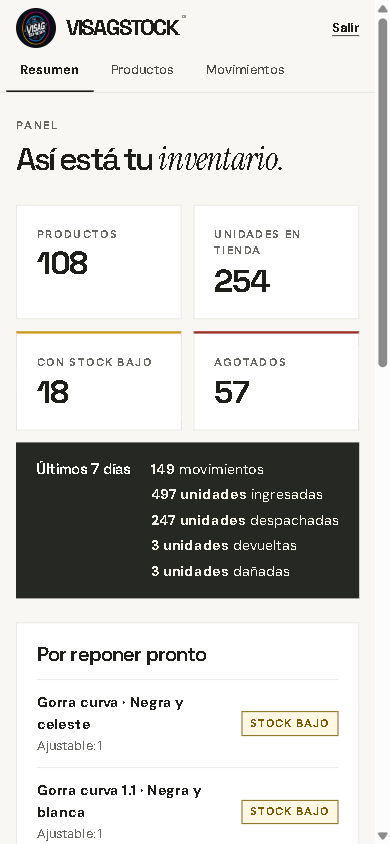 VISAG
VISAGSTOCK
Salir
Resumen
Productos
Movimientos
PANEL
Así está tu inventario.
PRODUCTOS
108
UNIDADES EN
TIENDA
254
CON STOCK BAJO
18
AGOTADOS
57
Últimos 7 días
149 movimientos
497 unidades ingresadas
247 unidades despachadas
3 unidades devueltas
3 unidades dañadas
Por reponer pronto
Gorra curva · Negra y
celeste
Ajustable: 1
STOCK BAJO
Gorra curva 1.1 · Negra y
blanca
Ajustable: 1
STOCK BAJO